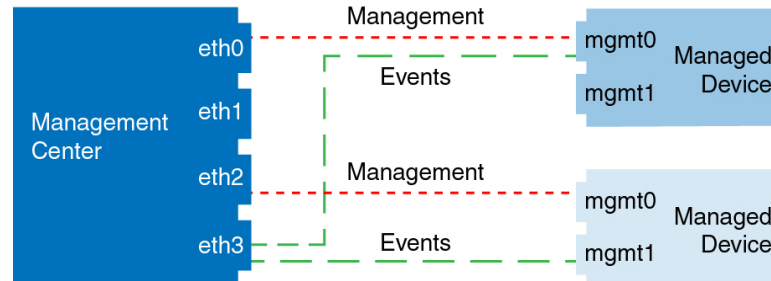 Management
eth0
mgmt0
Managed
Device
Events
mgmt1
eth1
Management
Center
eth2
Management
mgmt0
Managed
Device
eth3
Events
mgmt1